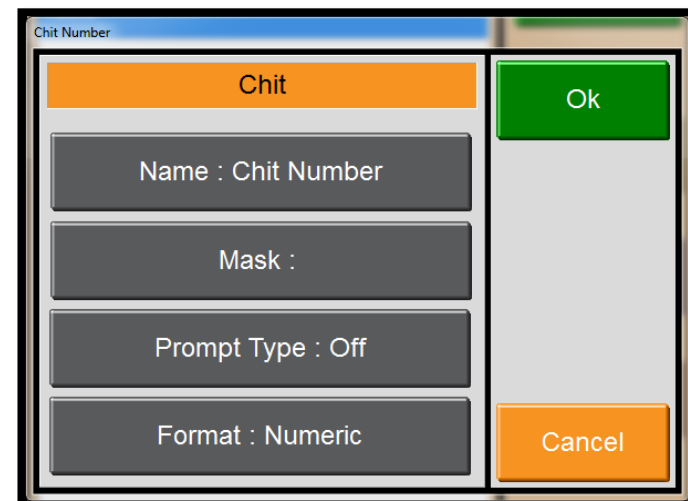 Chit Number
Chit
Ok
Name : Chit Number
Mask :
Prompt Type : Off
Format : Numeric
Cancel